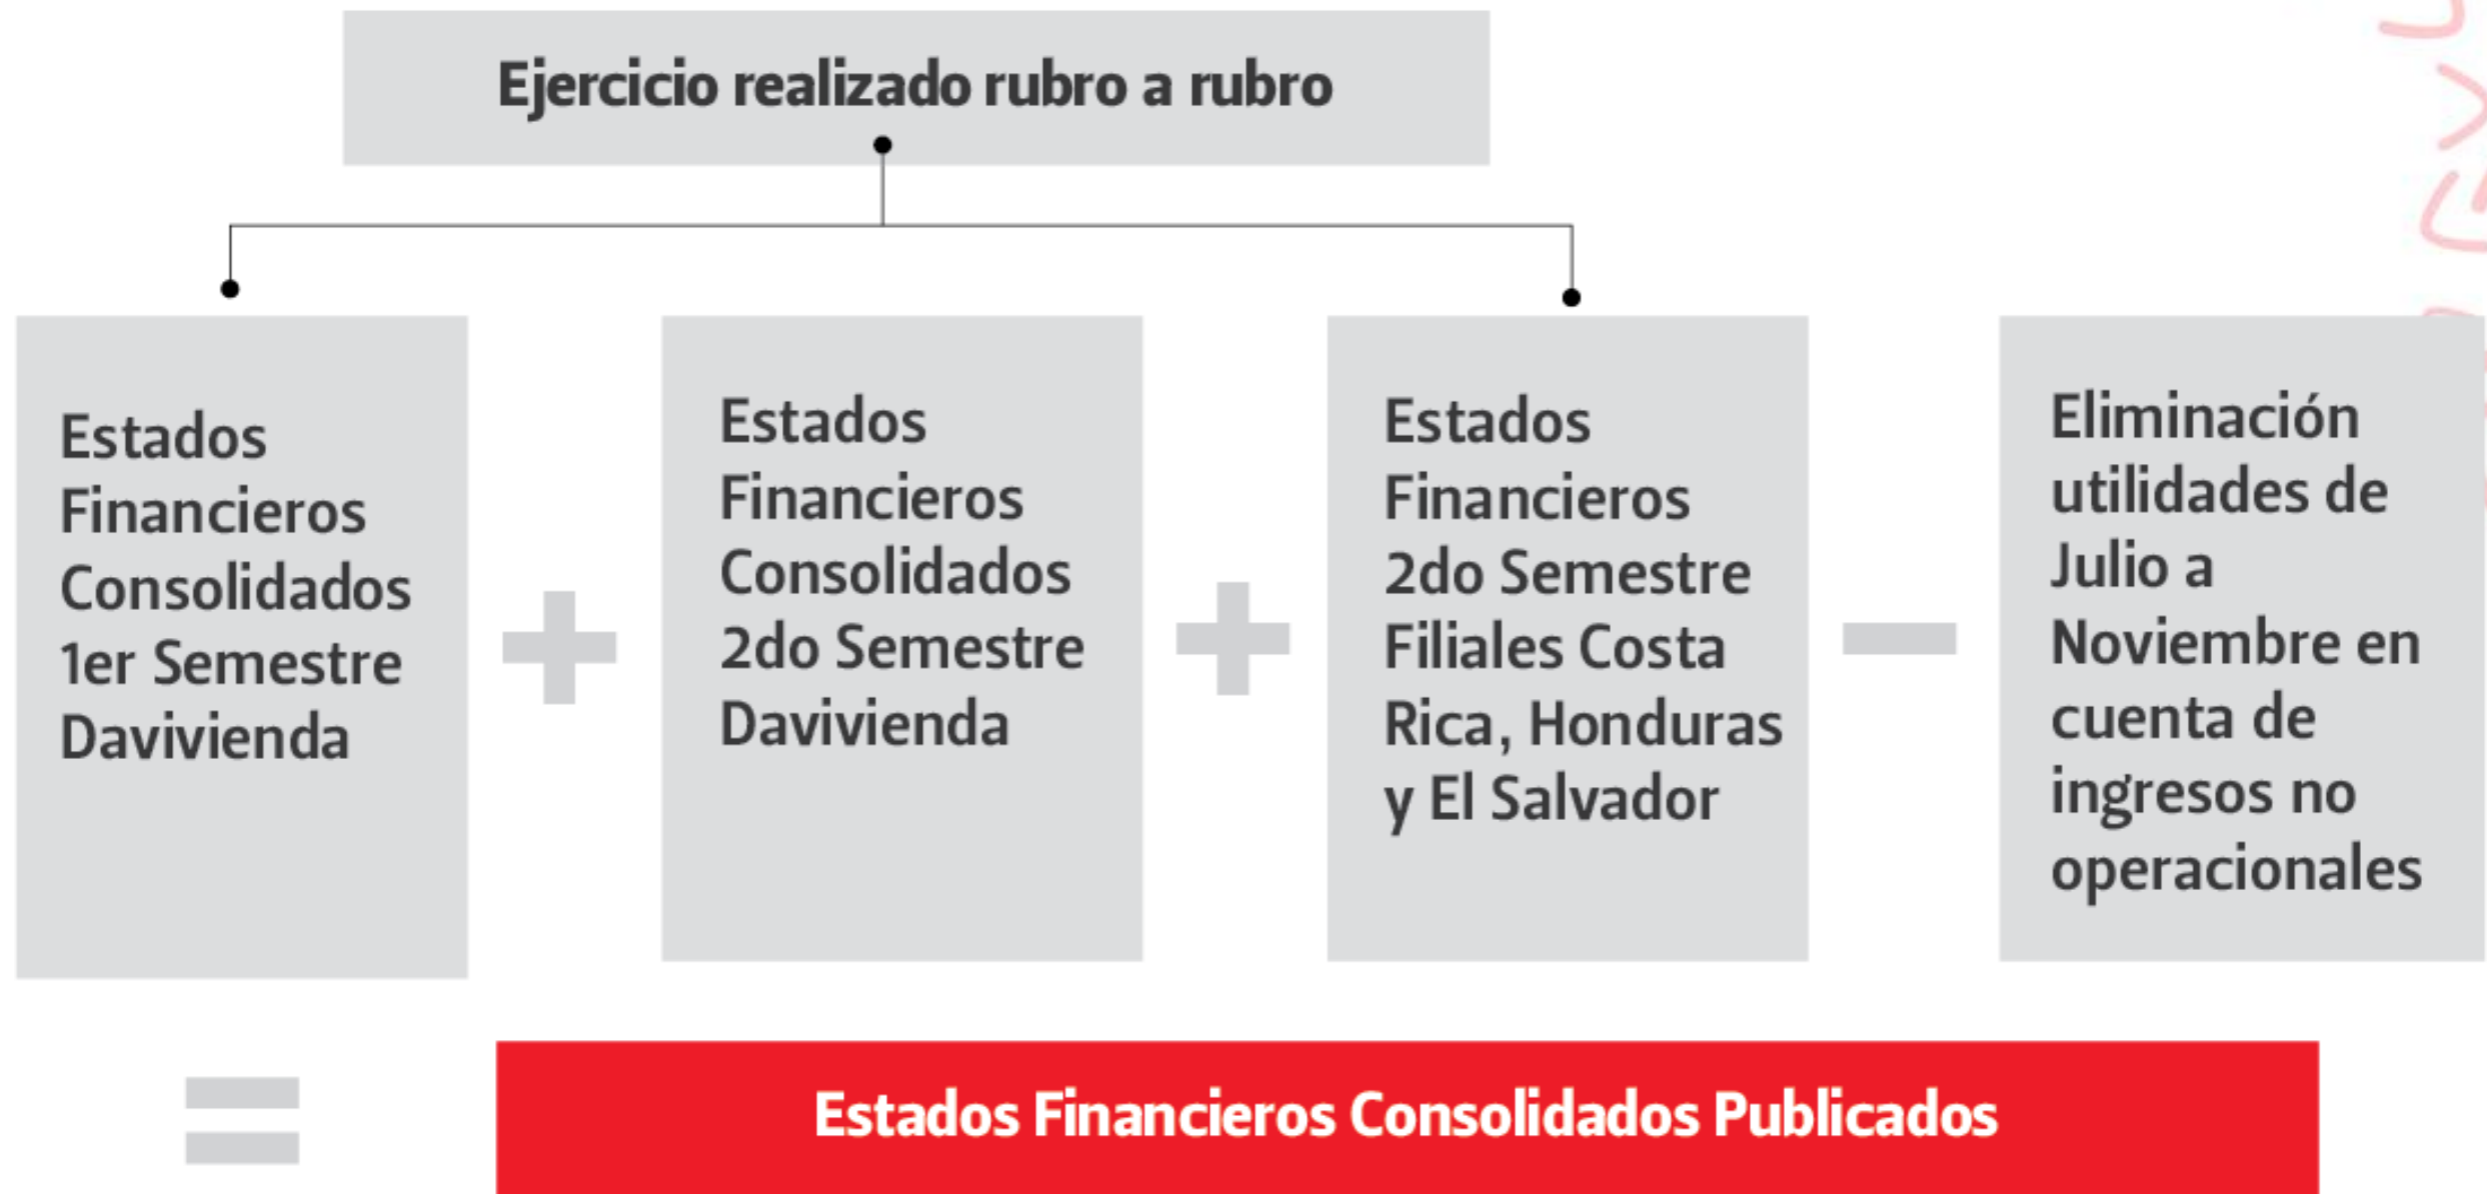 Ejercicio realizado rubro a rubro
Estados
Financieros
Consolidados
1er Semestre
Davivienda
+
Estados
Financieros
Consolidados
2do Semestre
Davivienda
+
Estados
Financieros
2do Semestre
Filiales Costa
Rica, Honduras
y El Salvador
−
Eliminación
utilidades de
Julio a
Noviembre en
cuenta de
ingresos no
operacionales
=
Estados Financieros Consolidados Publicados